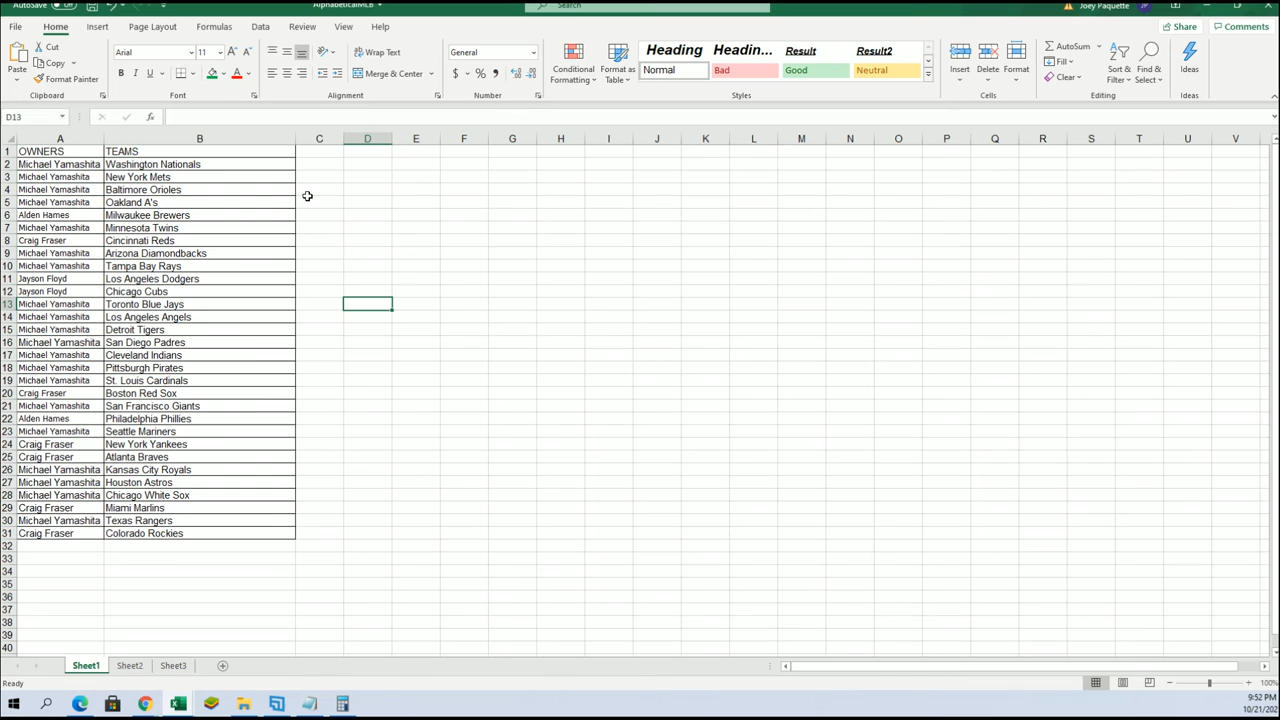 AutoSave Off AlphabeticalMLB Search Joey Paquette JP
File Home Insert Page Layout Formulas Data Review View Help Share Comments
Paste Cut Copy Format Painter Clipboard
Arial 11 A A B I U A Font
Wrap Text Merge & Center Alignment
General $ % Number
Conditional Formatting Format as Table
Heading Headin... Result Result2
Normal Bad Good Neutral Styles
Insert Delete Format Cells
AutoSum Fill Clear Sort & Filter Find & Select Editing
Ideas Ideas
D13 fx
A B C D E F G H I J K L M N O P Q R S T U V
1 OWNERS TEAMS
2 Michael Yamashita Washington Nationals
3 Michael Yamashita New York Mets
4 Michael Yamashita Baltimore Orioles
5 Michael Yamashita Oakland A's
6 Alden Hames Milwaukee Brewers
7 Michael Yamashita Minnesota Twins
8 Craig Fraser Cincinnati Reds
9 Michael Yamashita Arizona Diamondbacks
10 Michael Yamashita Tampa Bay Rays
11 Jayson Floyd Los Angeles Dodgers
12 Jayson Floyd Chicago Cubs
13 Michael Yamashita Toronto Blue Jays
14 Michael Yamashita Los Angeles Angels
15 Michael Yamashita Detroit Tigers
16 Michael Yamashita San Diego Padres
17 Michael Yamashita Cleveland Indians
18 Michael Yamashita Pittsburgh Pirates
19 Michael Yamashita St. Louis Cardinals
20 Craig Fraser Boston Red Sox
21 Michael Yamashita San Francisco Giants
22 Alden Hames Philadelphia Phillies
23 Michael Yamashita Seattle Mariners
24 Craig Fraser New York Yankees
25 Craig Fraser Atlanta Braves
26 Michael Yamashita Kansas City Royals
27 Michael Yamashita Houston Astros
28 Michael Yamashita Chicago White Sox
29 Craig Fraser Miami Marlins
30 Michael Yamashita Texas Rangers
31 Craig Fraser Colorado Rockies
32
33
34
35
36
37
38
39
40
Sheet1 Sheet2 Sheet3
Ready 100%
9:52 PM
10/21/202